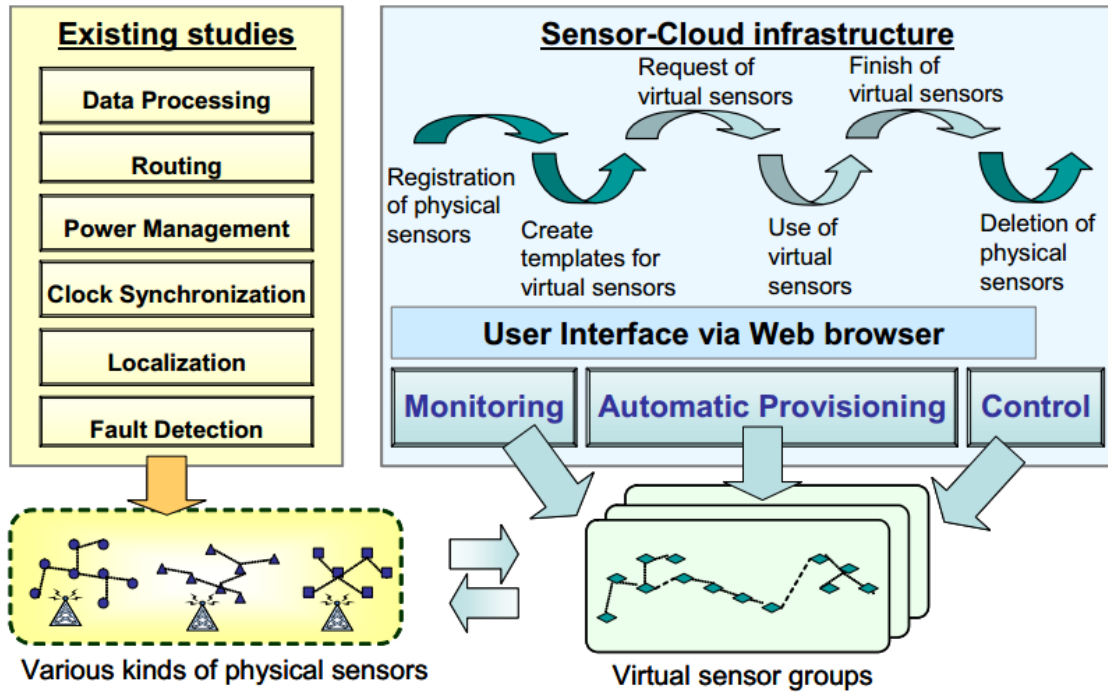 Existing studies
Data Processing
Routing
Power Management
Clock Synchronization
Localization
Fault Detection
Various kinds of physical sensors
Sensor-Cloud infrastructure
Registration
of physical
sensors
Create
templates for
virtual sensors
Request of
virtual sensors
Use of
virtual
sensors
Finish of
virtual sensors
Deletion of
physical
sensors
User Interface via Web browser
Monitoring
Automatic Provisioning
Control
Virtual sensor groups